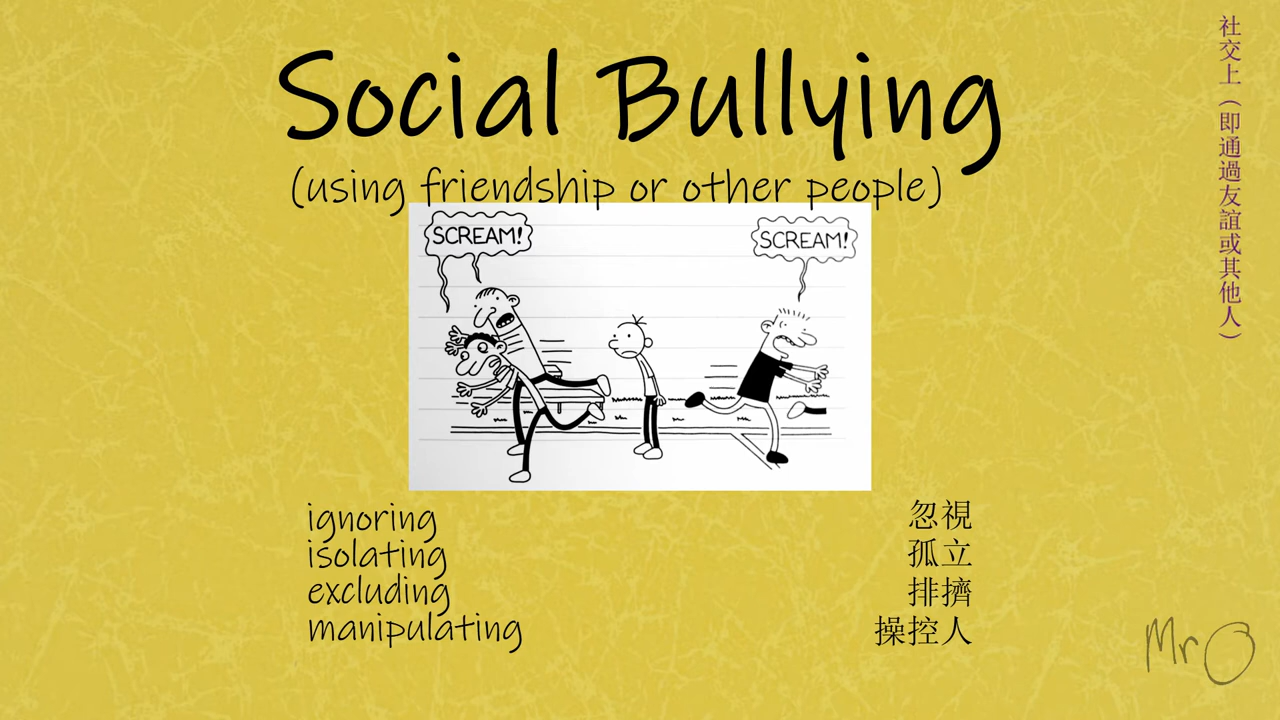 Social Bullying
(using friendship or other people)
社交上（即通過友誼或其他人）
SCREAM!
SCREAM!
ignoring
isolating
excluding
manipulating
忽視
孤立
排擠
操控人
Mr O